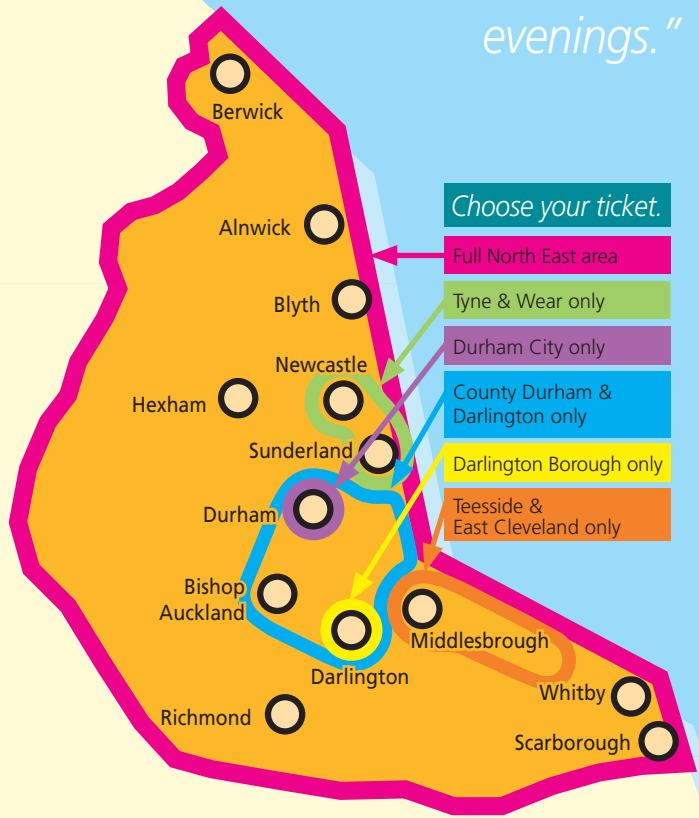 evenings."
Berwick
Choose your ticket.
Alnwick
Full North East area
Blyth
Tyne & Wear only
Durham City only
Newcastle
County Durham &
Darlington only
Hexham
Sunderland
Darlington Borough only
Teesside &
East Cleveland only
Durham
Bishop
Auckland
Middlesbrough
Darlington
Whitby
Richmond
Scarborough